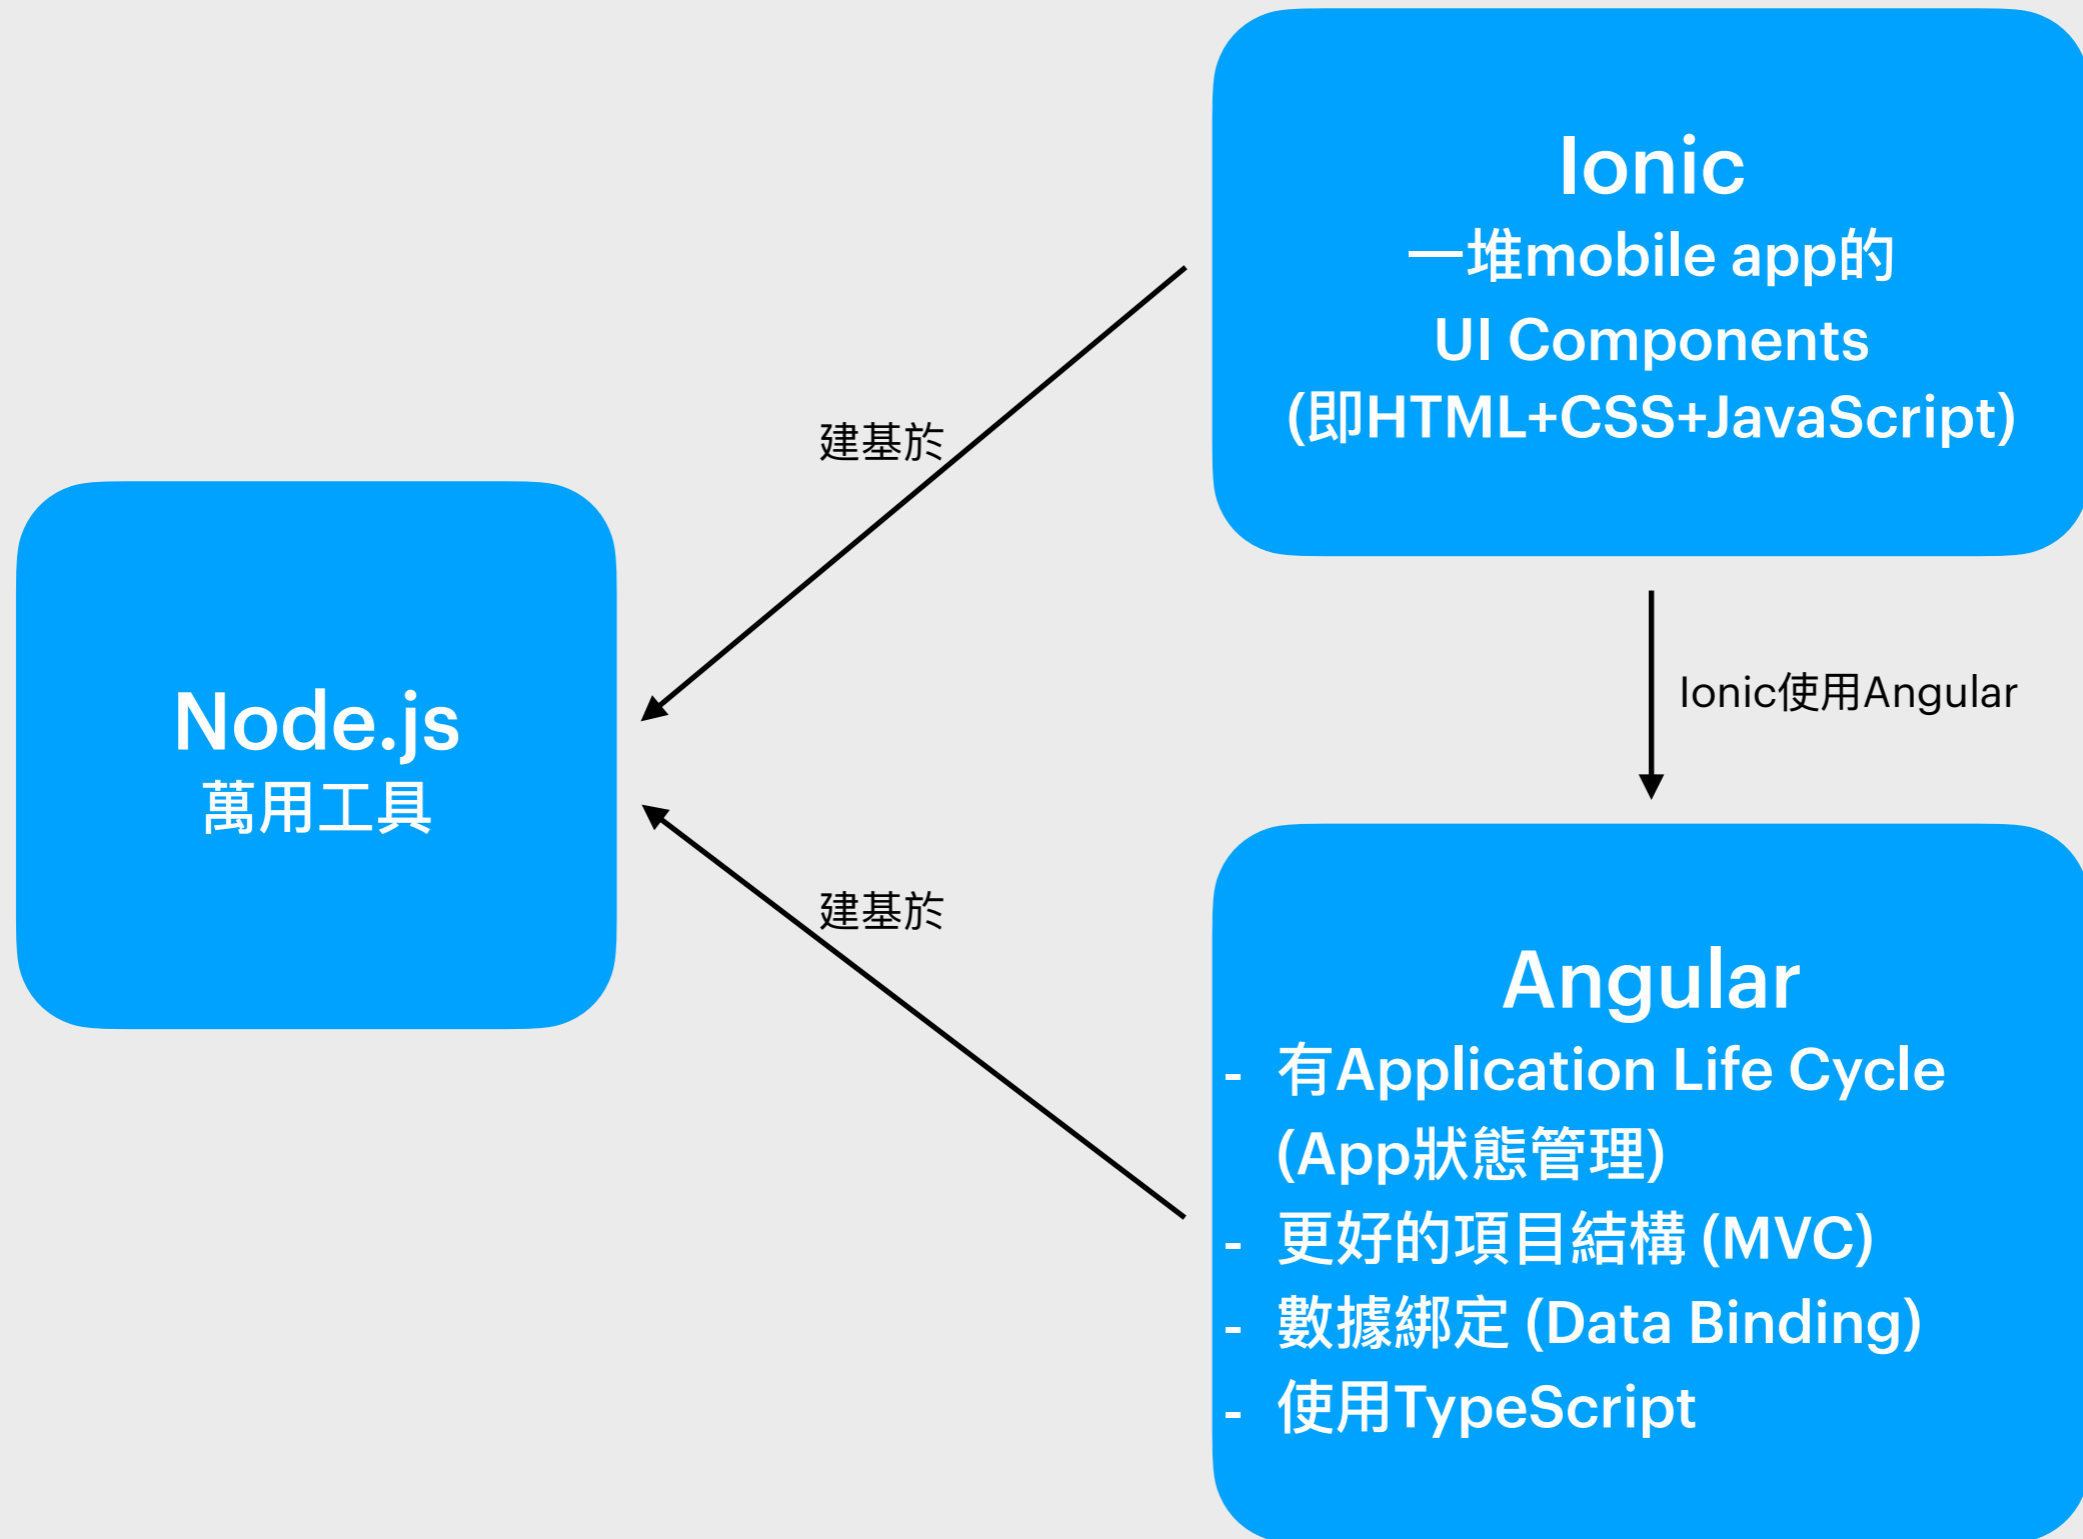 Ionic
一堆mobile app的
UI Components
(即HTML+CSS+JavaScript)
建基於
Node.js
萬用工具
Ionic使用Angular
建基於
Angular
- 有Application Life Cycle
(App狀態管理)
- 更好的項目結構 (MVC)
- 數據綁定 (Data Binding)
- 使用TypeScript